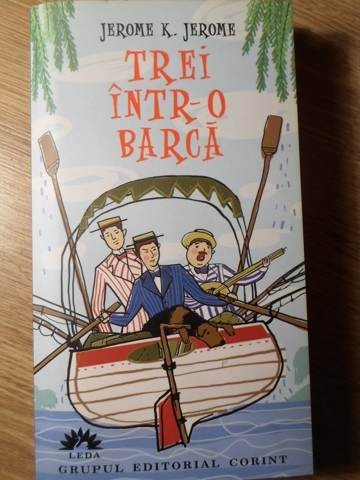 JEROME K. JEROME
TREI
ÎNTR-O
BARCĂ
LEDA
GRUPUL EDITORIAL CORINT